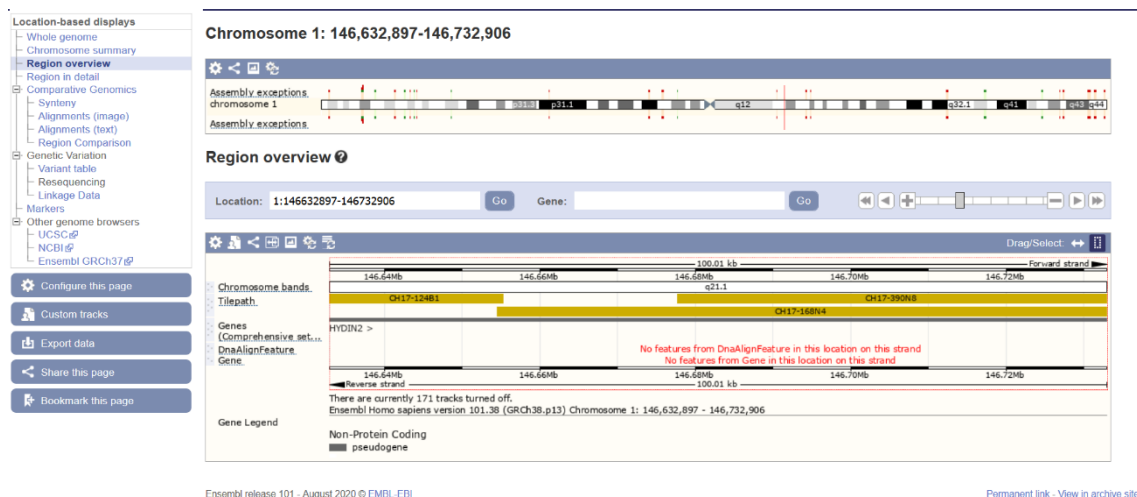 Location-based displays
Whole genome
Chromosome summary
Region overview
Region in detail
Comparative Genomics
Synteny
Alignments (image)
Alignments (text)
Region Comparison
Genetic Variation
Variant table
Resequencing
Linkage Data
Markers
Other genome browsers
UCSC
NCBI
Ensembl GRCh37
Configure this page
Custom tracks
Export data
Share this page
Bookmark this page
Chromosome 1: 146,632,897-146,732,906
Assembly exceptions
chromosome 1 p31.3 p31.1 q12 q32.1 q41 q43 q44
Assembly exceptions
Region overview
Location: 1:146632897-146732906 Go Gene: Go
Drag/Select:
100.01 kb Forward strand
146.64Mb 146.66Mb 146.68Mb 146.70Mb 146.72Mb
Chromosome bands q21.1
Tilepath CH17-124B1 CH17-390N8
CH17-168N4
Genes HYDIN2 >
(Comprehensive set...
DnaAlignFeature No features from DnaAlignFeature in this location on this strand
Gene No features from Gene in this location on this strand
146.64Mb 146.66Mb 146.68Mb 146.70Mb 146.72Mb
Reverse strand 100.01 kb
There are currently 171 tracks turned off.
Ensembl Homo sapiens version 101.38 (GRCh38.p13) Chromosome 1: 146,632,897 - 146,732,906
Gene Legend
Non-Protein Coding
pseudogene
Ensembl release 101 - August 2020 © EMBL-EBI Permanent link - View in archive site